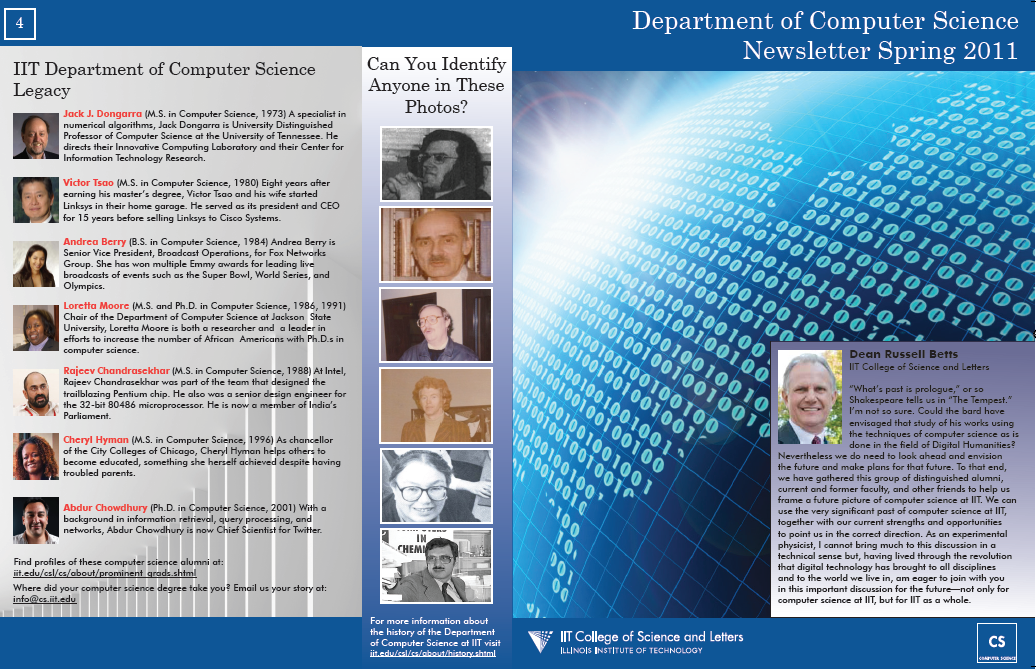 4
IIT Department of Computer Science
Legacy
Jack J. Dongarra (M.S. in Computer Science, 1973) A specialist in
numerical algorithms, Jack Dongarra is University Distinguished
Professor of Computer Science at the University of Tennessee. He
directs their Innovative Computing Laboratory and their Center for
Information Technology Research.
Victor Tsao (M.S. in Computer Science, 1980) Eight years after
earning his master's degree, Victor Tsao and his wife started
Linksys in their home garage. He served as its president and CEO
for 15 years before selling Linksys to Cisco Systems.
Andrea Berry (B.S. in Computer Science, 1984) Andrea Berry is
Senior Vice President, Broadcast Operations, for Fox Networks
Group. She has won multiple Emmy awards for leading live
broadcasts of events such as the Super Bowl, World Series, and
Olympics.
Loretta Moore (M.S. and Ph.D. in Computer Science, 1986, 1991)
Chair of the Department of Computer Science at Jackson State
University, Loretta Moore is both a researcher and a leader in
efforts to increase the number of African Americans with Ph.D.s in
computer science.
Rajeev Chandrasekhar (M.S. in Computer Science, 1988) At Intel,
Rajeev Chandrasekhar was part of the team that designed the
trailblazing Pentium chip. He also was a senior design engineer for
the 32-bit 80486 microprocessor. He is now a member of India's
Parliament.
Cheryl Hyman (M.S. in Computer Science, 1996) As chancellor
of the City Colleges of Chicago, Cheryl Hyman helps others to
become educated, something she herself achieved despite having
troubled parents.
Abdur Chowdhury (Ph.D. in Computer Science, 2001) With a
background in information retrieval, query processing, and
networks, Abdur Chowdhury is now Chief Scientist for Twitter.
Find profiles of these computer science alumni at:
iit.edu/csl/cs/about/prominent_grads.shtml
Where did your computer science degree take you? Email us your story at:
info@cs.iit.edu
Can You Identify
Anyone in These
Photos?
IN
CHEM
For more information about
the history of the Department
of Computer Science at IIT visit
iit.edu/csl/cs/about/history.shtml
Department of Computer Science
Newsletter Spring 2011
Dean Russell Betts
IIT College of Science and Letters
"What's past is prologue," or so
Shakespeare tells us in "The Tempest."
I'm not so sure. Could the bard have
envisaged that study of his works using
the techniques of computer science as is
done in the field of Digital Humanities?
Nevertheless we do need to look ahead and envision
the future and make plans for that future. To that end,
we have gathered this group of distinguished alumni,
current and former faculty, and other friends to help us
frame a future picture of computer science at IIT. We can
use the very significant past of computer science at IIT,
together with our current strengths and opportunities
to point us in the correct direction. As an experimental
physicist, I cannot bring much to this discussion in a
technical sense but, having lived through the revolution
that digital technology has brought to all disciplines
and to the world we live in, am eager to join with you
in this important discussion for the future—not only for
computer science at IIT, but for IIT as a whole.
IIT College of Science and Letters
ILLINOIS INSTITUTE OF TECHNOLOGY
CS
COMPUTER SCIENCE